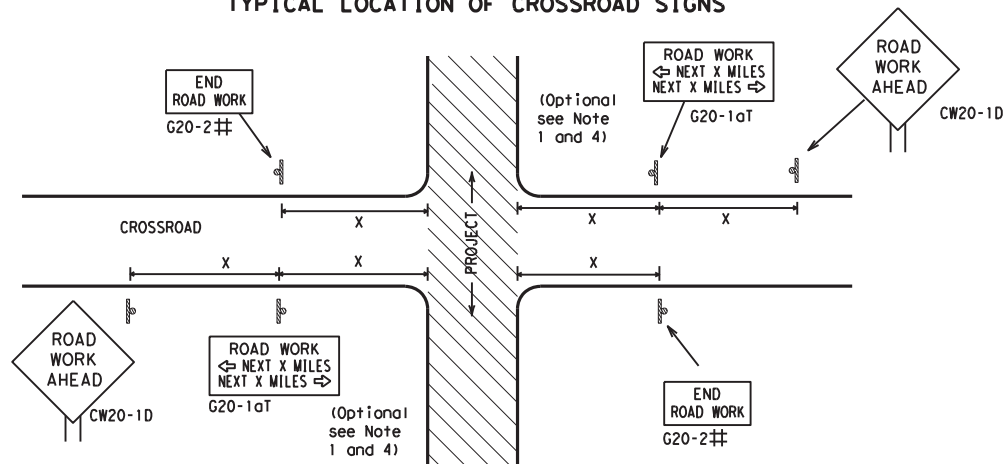 TYPICAL LOCATION OF CROSSROAD SIGNS
END
ROAD WORK
G20-2#
ROAD WORK
⇦ NEXT X MILES
NEXT X MILES ⇨
G20-1aT
(Optional
see Note
1 and 4)
ROAD
WORK
AHEAD
CW20-1D
X
X
X
CROSSROAD
PROJECT
X
X
X
ROAD
WORK
AHEAD
CW20-1D
ROAD WORK
⇦ NEXT X MILES
NEXT X MILES ⇨
G20-1aT
(Optional
see Note
1 and 4)
END
ROAD WORK
G20-2#